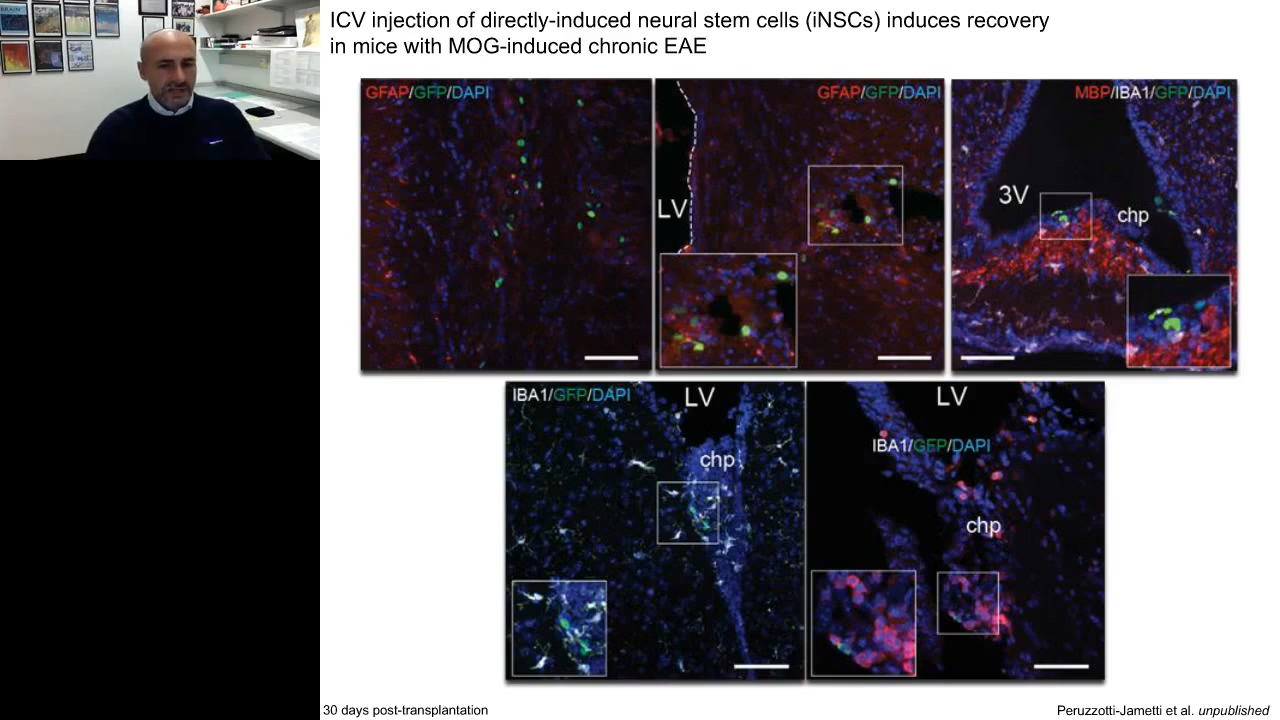 ICV injection of directly-induced neural stem cells (iNSCs) induces recovery
in mice with MOG-induced chronic EAE
GFAP/GFP/DAPI
GFAP/GFP/DAPI
LV
MBP/IBA1/GFP/DAPI
3V
chp
IBA1/GFP/DAPI
LV
chp
LV
IBA1/GFP/DAPI
chp
30 days post-transplantation
Peruzzotti-Jametti et al. unpublished